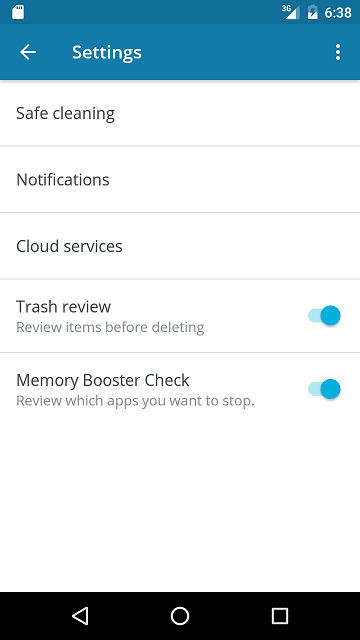 3G 6:38
Settings
Safe cleaning
Notifications
Cloud services
Trash review
Review items before deleting
Memory Booster Check
Review which apps you want to stop.